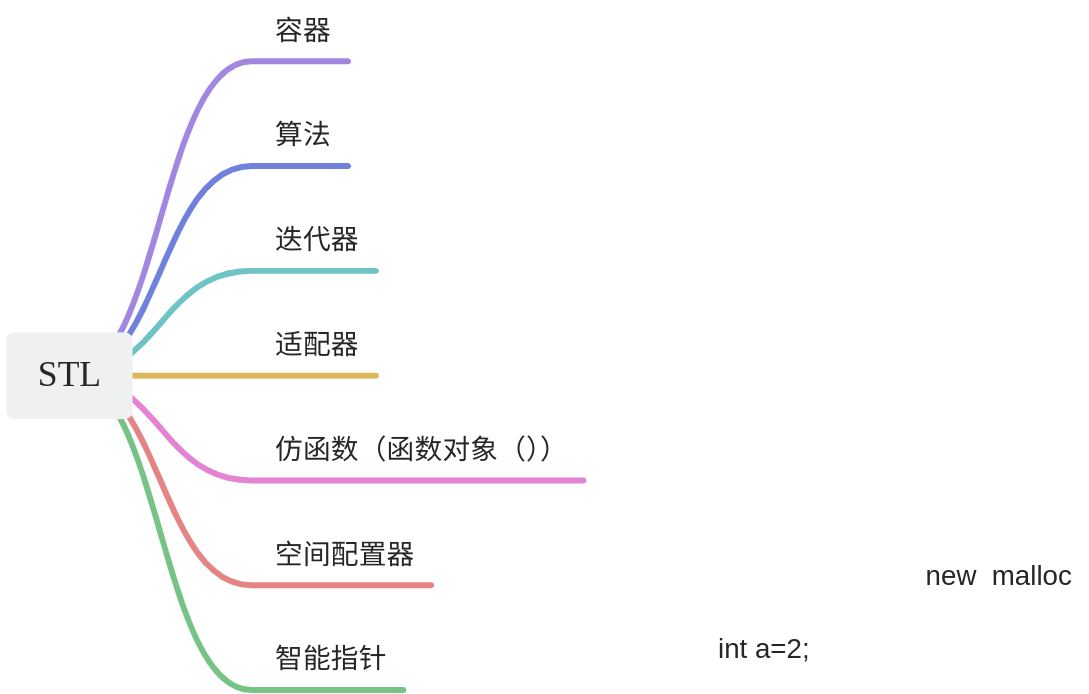 容器
算法
迭代器
适配器
STL
仿函数（函数对象（））
空间配置器
new  malloc
int a=2;
智能指针